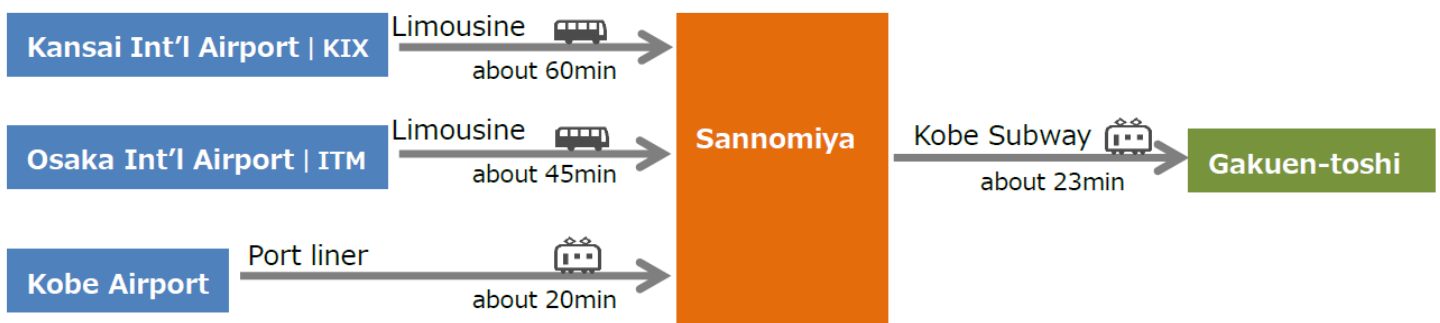 Kansai Int’l Airport | KIX
Limousine
about 60min
Osaka Int’l Airport | ITM
Limousine
about 45min
Kobe Airport
Port liner
about 20min
Sannomiya
Kobe Subway
about 23min
Gakuen-toshi